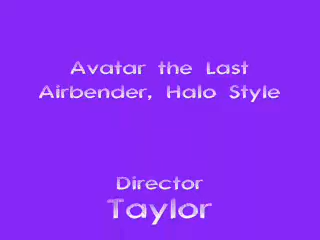 Avatar the Last
Airbender, Halo Style
Director
Taylor